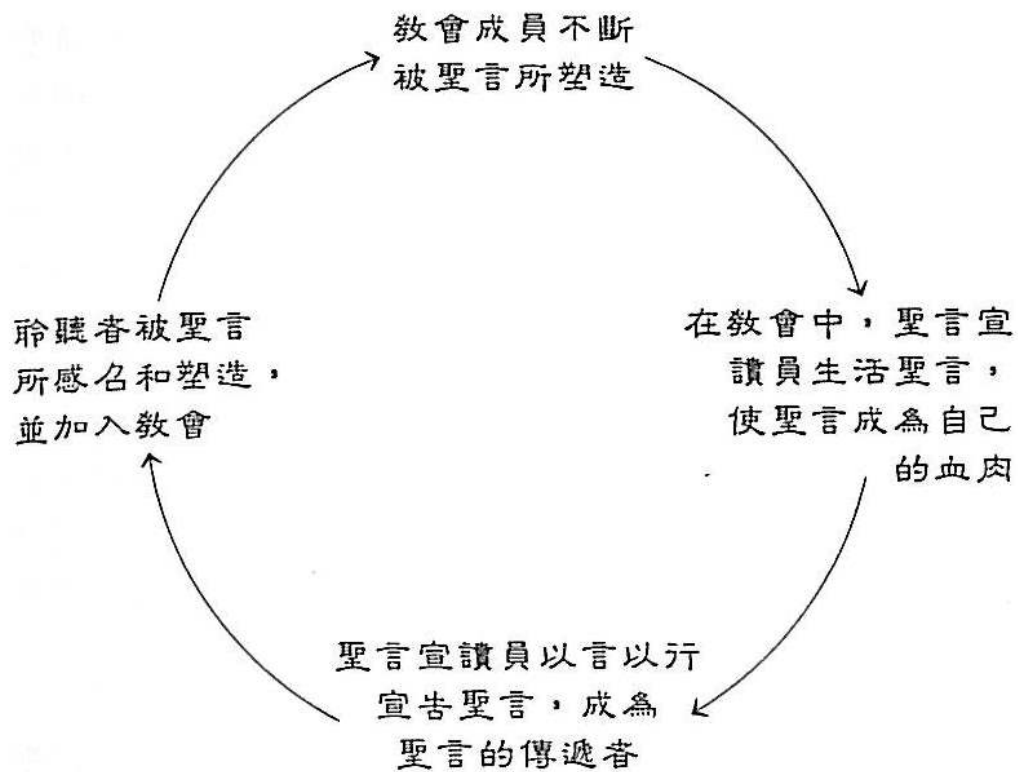 教會成員不斷
被聖言所塑造
在教會中，聖言宣
讀員生活聖言，
使聖言成為自己
的血肉
聖言宣讀員以言以行
宣告聖言，成為
聖言的傳遞者
聆聽者被聖言
所感召和塑造，
並加入教會